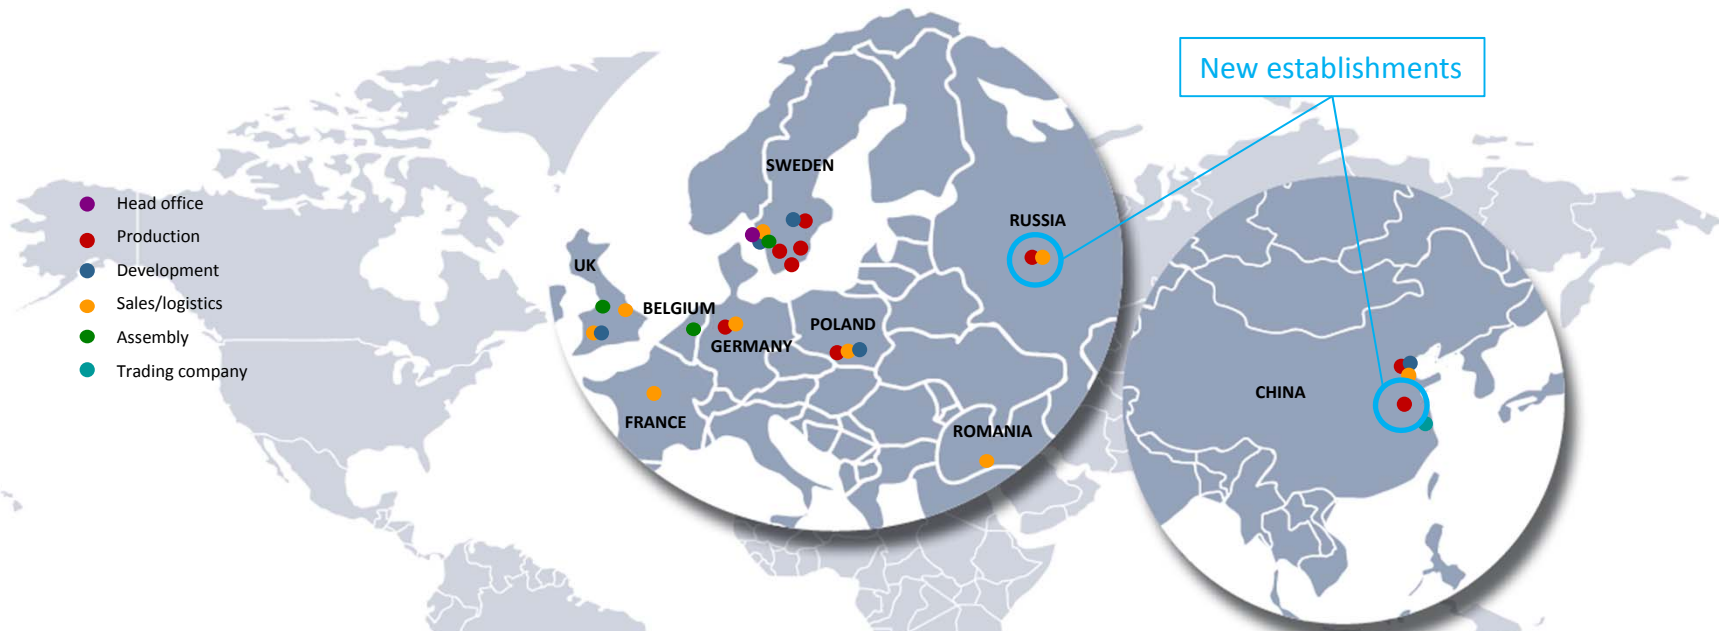 New establishments
SWEDEN
Head office
Production
RUSSIA
Development
UK
Sales/logistics
BELGIUM
POLAND
Assembly
GERMANY
Trading company
CHINA
FRANCE
ROMANIA